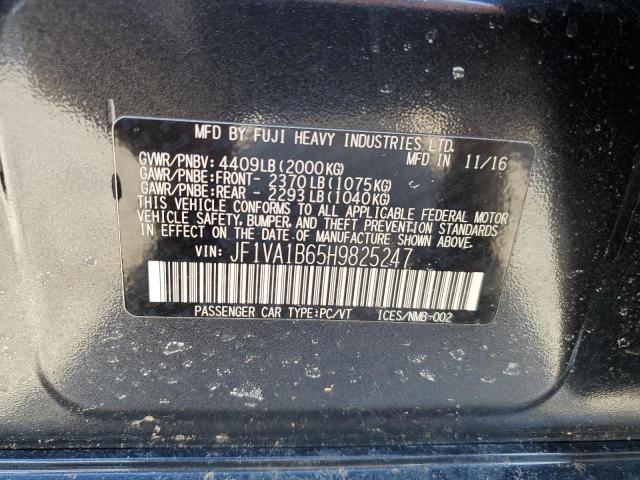 MFD BY FUJI HEAVY INDUSTRIES LTD.
MFD IN 11/16
GVWR/PNBV: 4409LB(2000KG)
GAWR/PNBE:FRONT- 2370LB(1075KG)
GAWR/PNBE:REAR - 2293LB(1040KG)
THIS VEHICLE CONFORMS TO ALL APPLICABLE FEDERAL MOTOR
VEHICLE SAFETY, BUMPER, AND THEFT PREVENTION STANDARDS
IN EFFECT ON THE DATE OF MANUFACTURE SHOWN ABOVE.
VIN: JF1VA1B65H9825247
PASSENGER CAR TYPE:PC/VT ICES/NMB-002